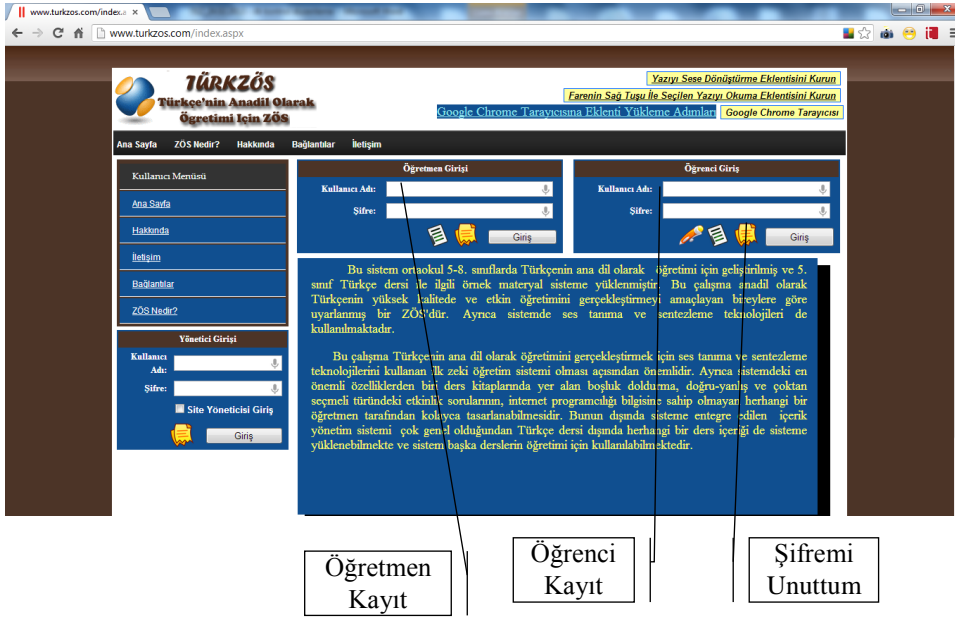 www.turkzos.com/index.a
www.turkzos.com/index.aspx
TÜRKZÖS
Türkçe'nin Anadil Olarak
Ögretimi Için ZÖS
Yazıyı Sese Dönüştürme Eklentisini Kurun
Farenin Sağ Tuşu İle Seçilen Yazıyı Okuma Eklentisini Kurun
Google Chrome Tarayıcısına Eklenti Yükleme Adımları Google Chrome Tarayıcısı
Ana Sayfa ZÖS Nedir? Hakkında Bağlantılar İletişim
Kullanıcı Menüsü
Ana Sayfa
Hakkında
İletişim
Bağlantılar
ZÖS Nedir?
Yönetici Girişi
Kullanıcı
Adı:
Şifre:
Site Yöneticisi Giriş
Giriş
Öğretmen Girişi
Kullanıcı Adı:
Şifre:
Giriş
Öğrenci Giriş
Kullanıcı Adı:
Şifre:
Giriş
Bu sistem ortaokul 5-8. sınıflarda Türkçenin ana dil olarak öğretimi için geliştirilmiş ve 5.
sınıf Türkçe dersi ile ilgili örnek materyal sisteme yüklenmiştir. Bu çalışma anadil olarak
Türkçenin yüksek kalitede ve etkin öğretimini gerçekleştirmeyi amaçlayan bireylere göre
uyarlanmış bir ZÖS'dür. Ayrıca sistemde ses tanıma ve sentezleme teknolojileri de
kullanılmaktadır.
Bu çalışma Türkçenin ana dil olarak öğretimini gerçekleştirmek için ses tanıma ve sentezleme
teknolojilerini kullanan ilk zeki öğretim sistemi olması açısından önemlidir. Ayrıca sistemdeki en
önemli özelliklerden biri ders kitaplarında yer alan boşluk doldurma, doğru-yanlış ve çoktan
seçmeli türündeki etkinlik sorularının, internet programcılığı bilgisine sahip olmayan herhangi bir
öğretmen tarafından kolayca tasarlanabilmesidir. Bunun dışında sisteme entegre edilen içerik
yönetim sistemi çok genel olduğundan Türkçe dersi dışında herhangi bir ders içeriği de sisteme
yüklenebilmekte ve sistem başka derslerin öğretimi için kullanılabilmektedir.
Öğretmen
Kayıt
Öğrenci
Kayıt
Şifremi
Unuttum